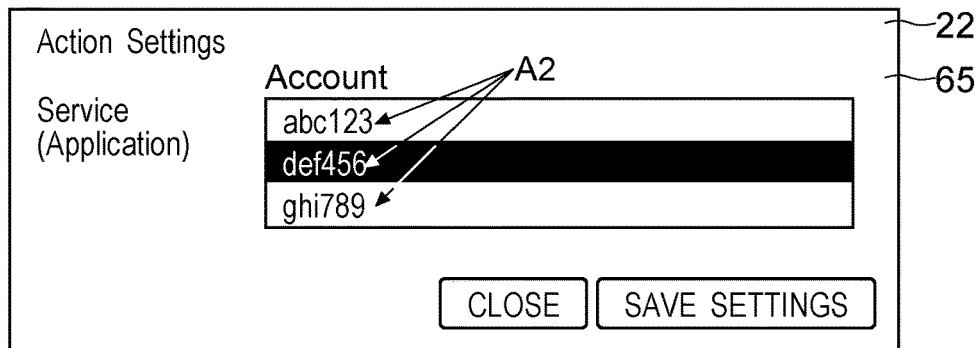 22
Action Settings
Account
A2
65
Service
(Application)
abc123
def456
ghi789
CLOSE
SAVE SETTINGS